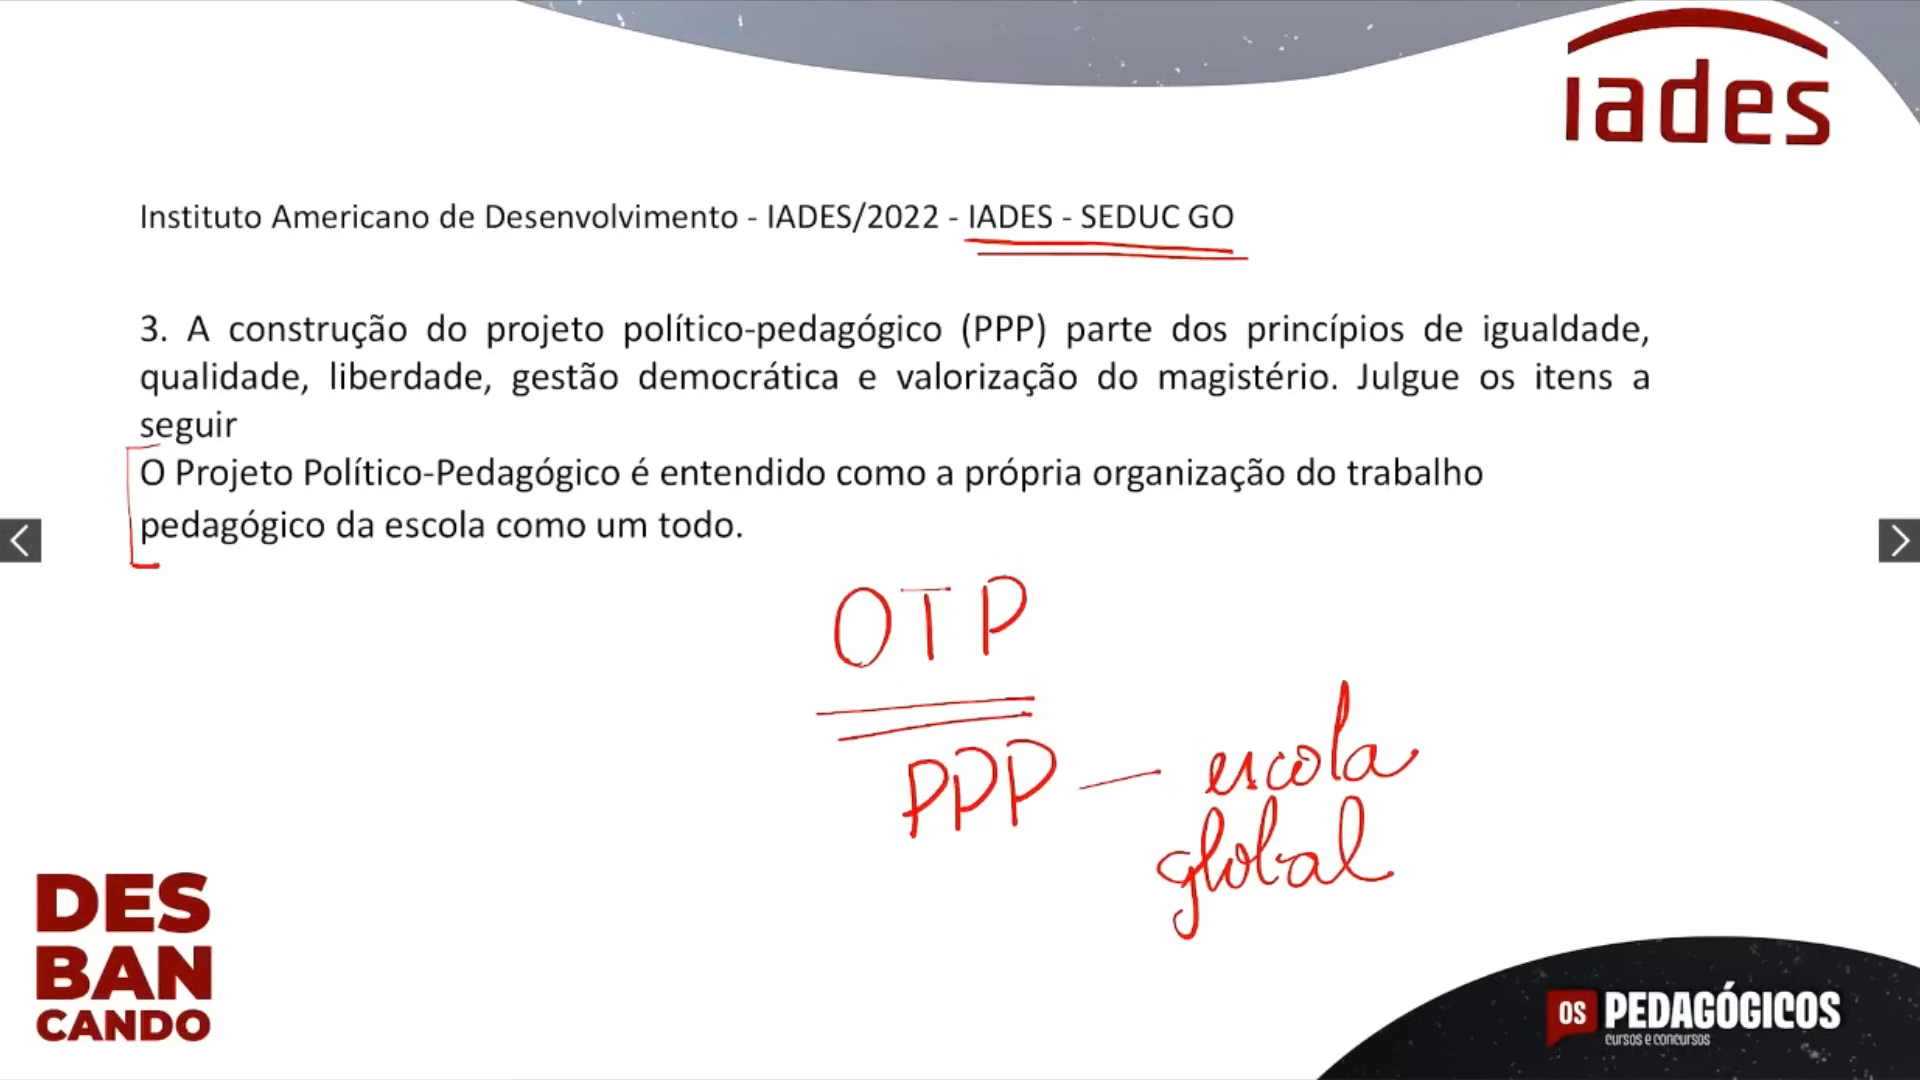 iades
Instituto Americano de Desenvolvimento - IADES/2022 - IADES - SEDUC GO
3. A construção do projeto político-pedagógico (PPP) parte dos princípios de igualdade,
qualidade, liberdade, gestão democrática e valorização do magistério. Julgue os itens a
seguir
O Projeto Político-Pedagógico é entendido como a própria organização do trabalho
pedagógico da escola como um todo.
OTP
PPP — escola
global
DES
BAN
CANDO
OS PEDAGÓGICOS
cursos e concursos